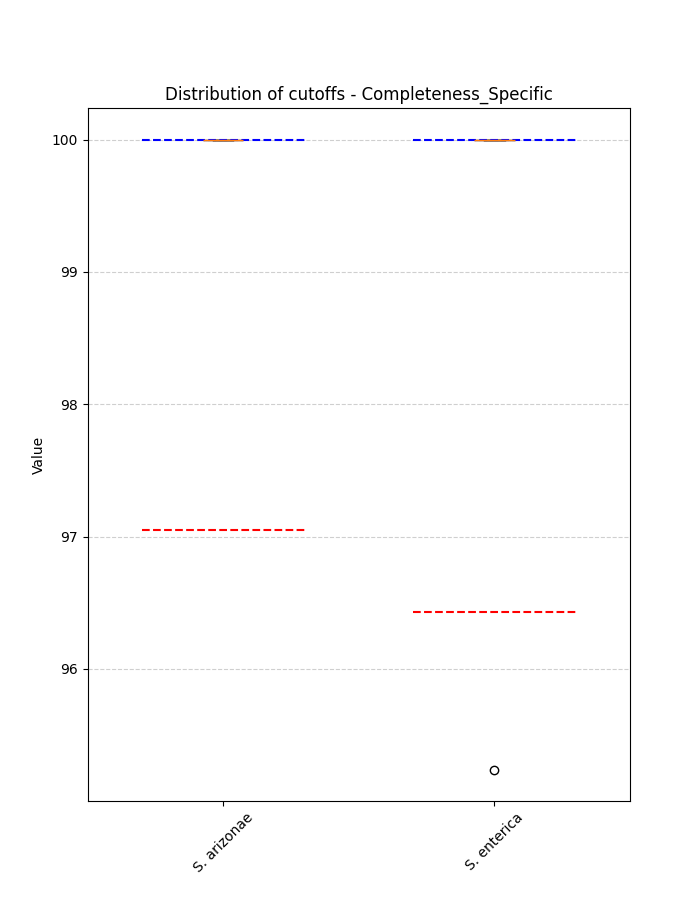 Distribution of cutoffs - Completeness_Specific
100
99
98
97
96
Value
S. arizonae
S. enterica